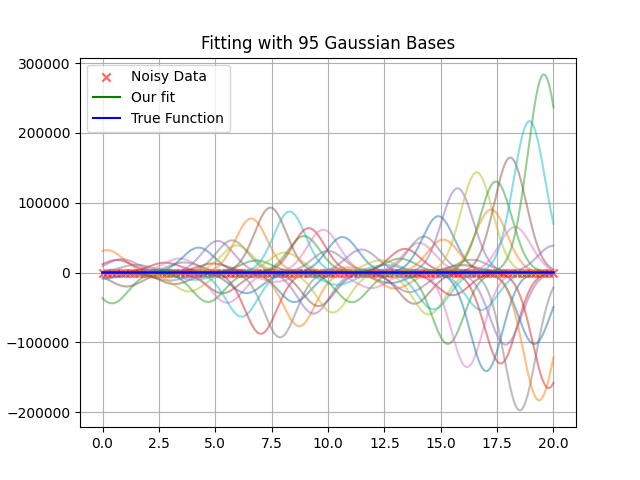 Fitting with 95 Gaussian Bases
Noisy Data
Our fit
True Function
300000
200000
100000
0
−100000
−200000
0.0 2.5 5.0 7.5 10.0 12.5 15.0 17.5 20.0